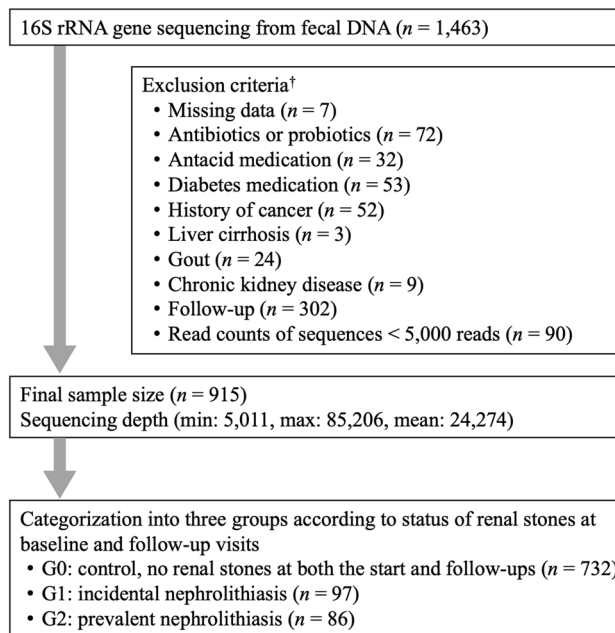 16S rRNA gene sequencing from fecal DNA (n = 1,463)
Exclusion criteria†
• Missing data (n = 7)
• Antibiotics or probiotics (n = 72)
• Antacid medication (n = 32)
• Diabetes medication (n = 53)
• History of cancer (n = 52)
• Liver cirrhosis (n = 3)
• Gout (n = 24)
• Chronic kidney disease (n = 9)
• Follow-up (n = 302)
• Read counts of sequences < 5,000 reads (n = 90)
Final sample size (n = 915)
Sequencing depth (min: 5,011, max: 85,206, mean: 24,274)
Categorization into three groups according to status of renal stones at
baseline and follow-up visits
• G0: control, no renal stones at both the start and follow-ups (n = 732)
• G1: incidental nephrolithiasis (n = 97)
• G2: prevalent nephrolithiasis (n = 86)